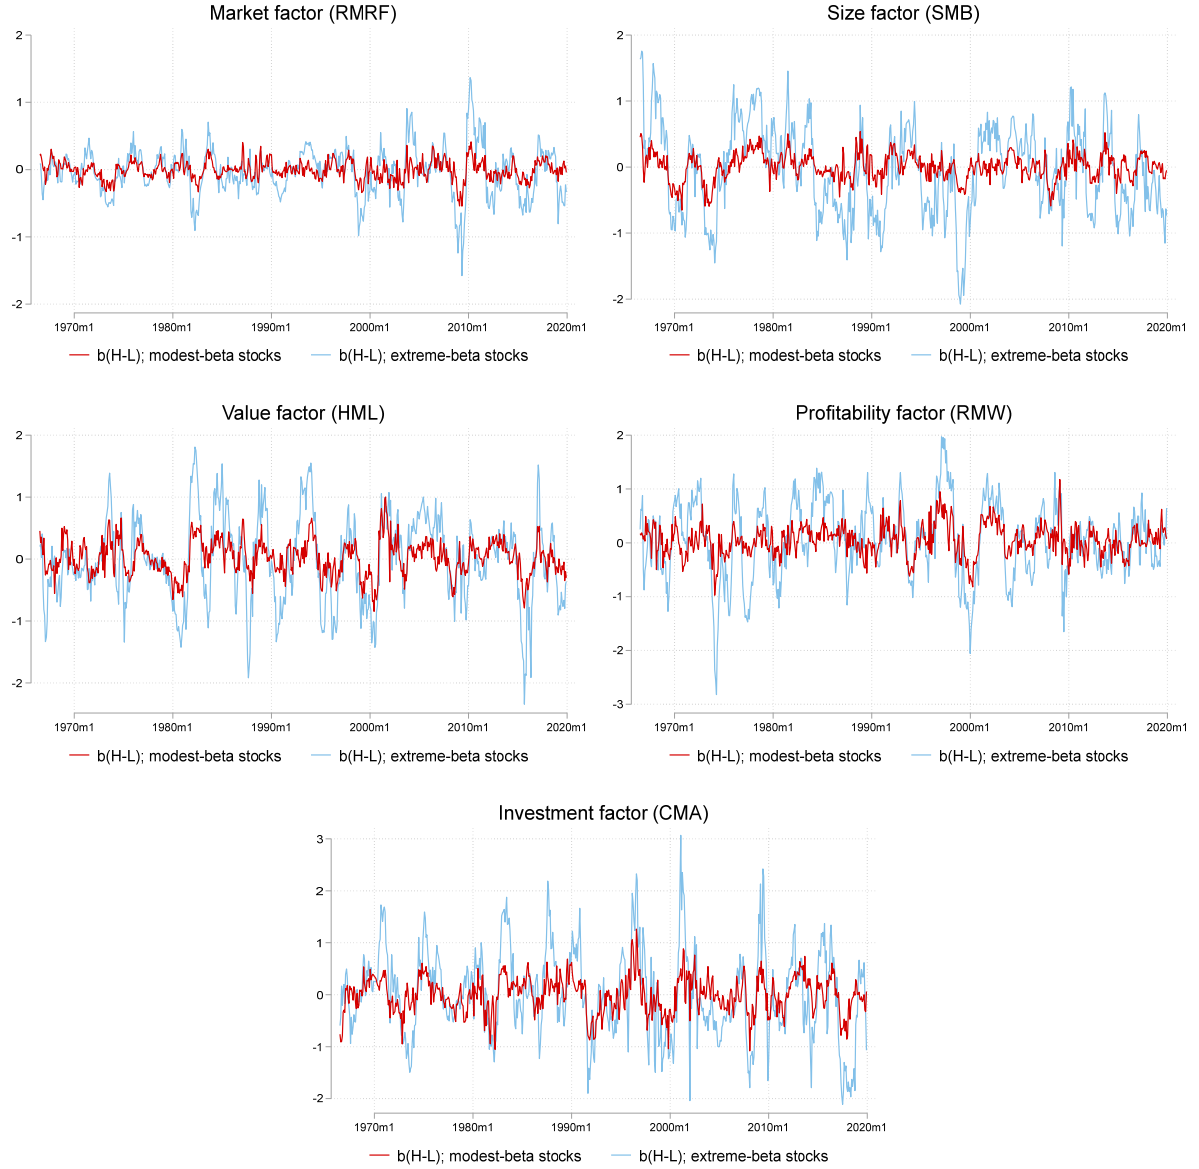 Market factor (RMRF)
2
1
0
-1
-2
1970m1 1980m1 1990m1 2000m1 2010m1 2020m1
b(H-L); modest-beta stocks b(H-L); extreme-beta stocks
Size factor (SMB)
2
1
0
-1
-2
1970m1 1980m1 1990m1 2000m1 2010m1 2020m1
b(H-L); modest-beta stocks b(H-L); extreme-beta stocks
Value factor (HML)
2
1
0
-1
-2
1970m1 1980m1 1990m1 2000m1 2010m1 2020m1
b(H-L); modest-beta stocks b(H-L); extreme-beta stocks
Profitability factor (RMW)
2
1
0
-1
-2
-3
1970m1 1980m1 1990m1 2000m1 2010m1 2020m1
b(H-L); modest-beta stocks b(H-L); extreme-beta stocks
Investment factor (CMA)
3
2
1
0
-1
-2
1970m1 1980m1 1990m1 2000m1 2010m1 2020m1
b(H-L); modest-beta stocks b(H-L); extreme-beta stocks